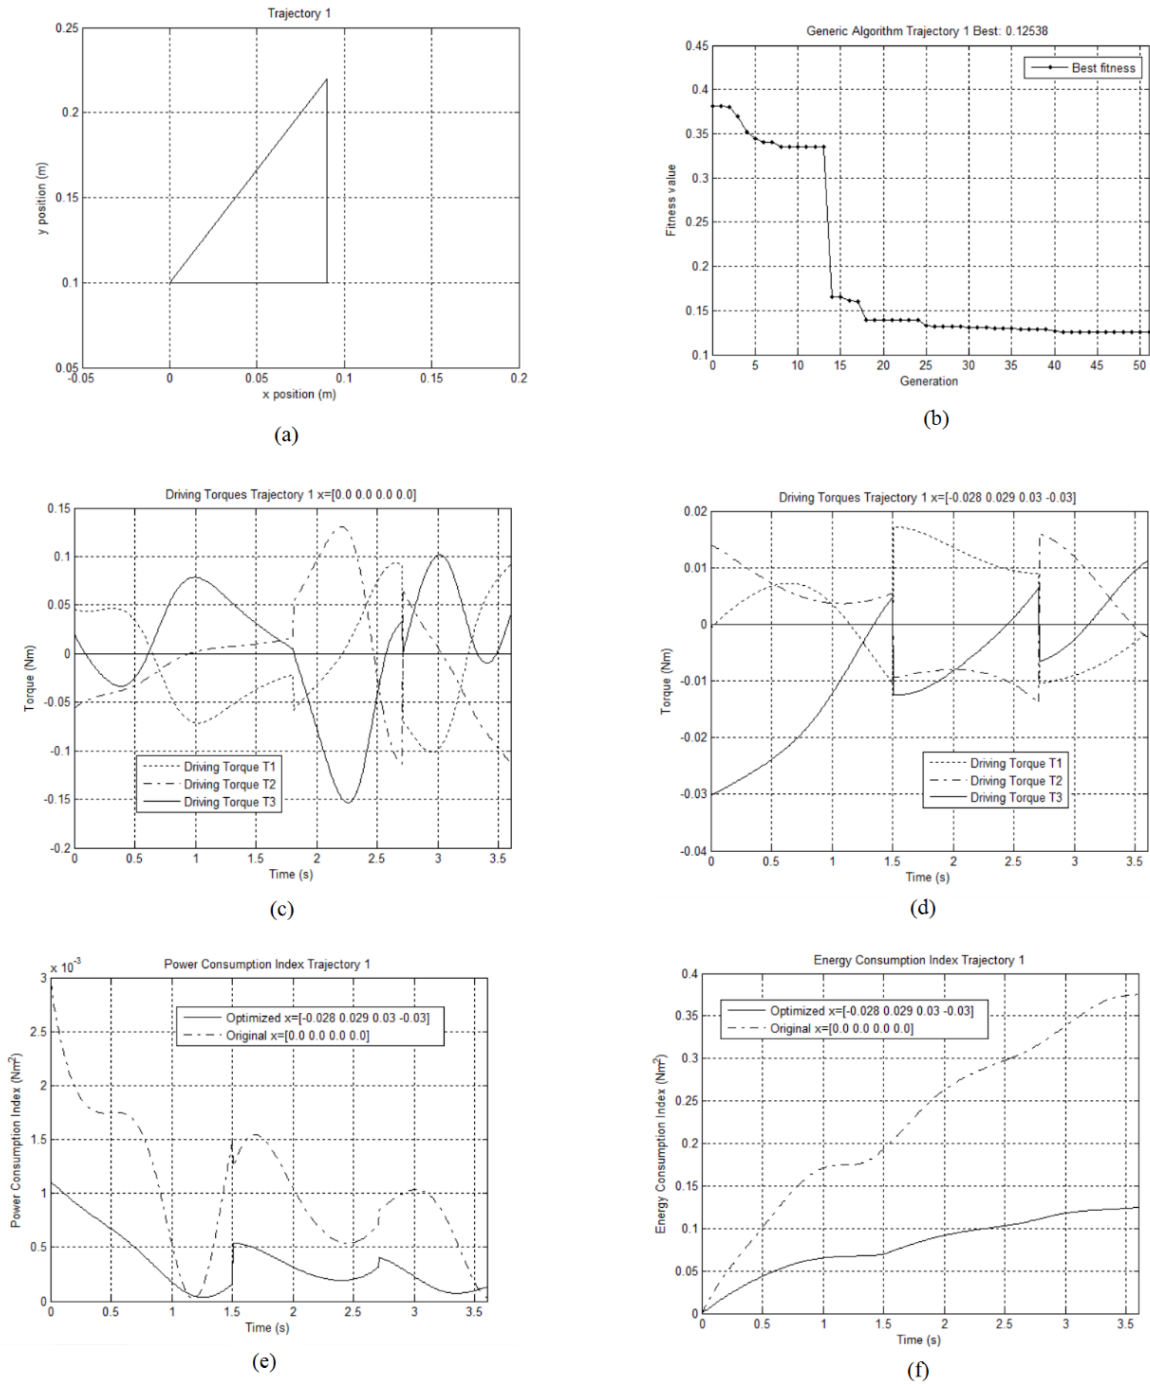 Trajectory 1
0.25
0.2
0.15
0.1
0.05
y position (m)
-0.05 0 0.05 0.1 0.15 0.2
x position (m)
(a)
Generic Algorithm Trajectory 1 Best: 0.12538
Best fitness
0.45
0.4
0.35
0.3
0.25
0.2
0.15
0.1
Fitness value
0 5 10 15 20 25 30 35 40 45 50
Generation
(b)
Driving Torques Trajectory 1 x=[0.0 0.0 0.0 0.0]
0.15
0.1
0.05
0
-0.05
-0.1
-0.15
-0.2
Torque (Nm)
Driving Torque T1
Driving Torque T2
Driving Torque T3
0 0.5 1 1.5 2 2.5 3 3.5
Time (s)
(c)
Driving Torques Trajectory 1 x=[-0.028 0.029 0.03 -0.03]
0.02
0.01
0
-0.01
-0.02
-0.03
-0.04
Torque (Nm)
Driving Torque T1
Driving Torque T2
Driving Torque T3
0 0.5 1 1.5 2 2.5 3 3.5
Time (s)
(d)
Power Consumption Index Trajectory 1
x 10⁻³
3
2.5
2
1.5
1
0.5
0
Power Consumption Index (Nm²)
Optimized x=[-0.028 0.029 0.03 -0.03]
Original x=[0.0 0.0 0.0 0.0]
0 0.5 1 1.5 2 2.5 3 3.5
Time (s)
(e)
Energy Consumption Index Trajectory 1
0.4
0.35
0.3
0.25
0.2
0.15
0.1
0.05
0
Energy Consumption Index (Nm²)
Optimized x=[-0.028 0.029 0.03 -0.03]
Original x=[0.0 0.0 0.0 0.0]
0 0.5 1 1.5 2 2.5 3 3.5
Time (s)
(f)